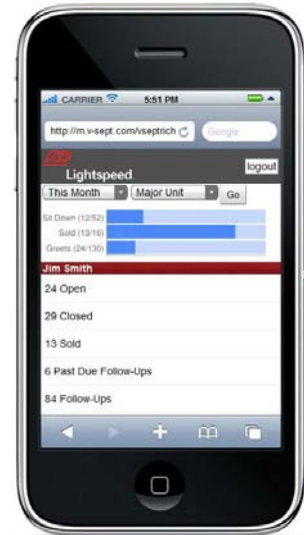 CARRIER 5:51 PM
http://m.v-sept.com/vseptrich Google
Lightspeed logout
This Month Major Unit Go
Sit Down (12/52)
Sold (13/16)
Greets (24/130)
Jim Smith
24 Open
29 Closed
13 Sold
6 Past Due Follow-Ups
84 Follow-Ups